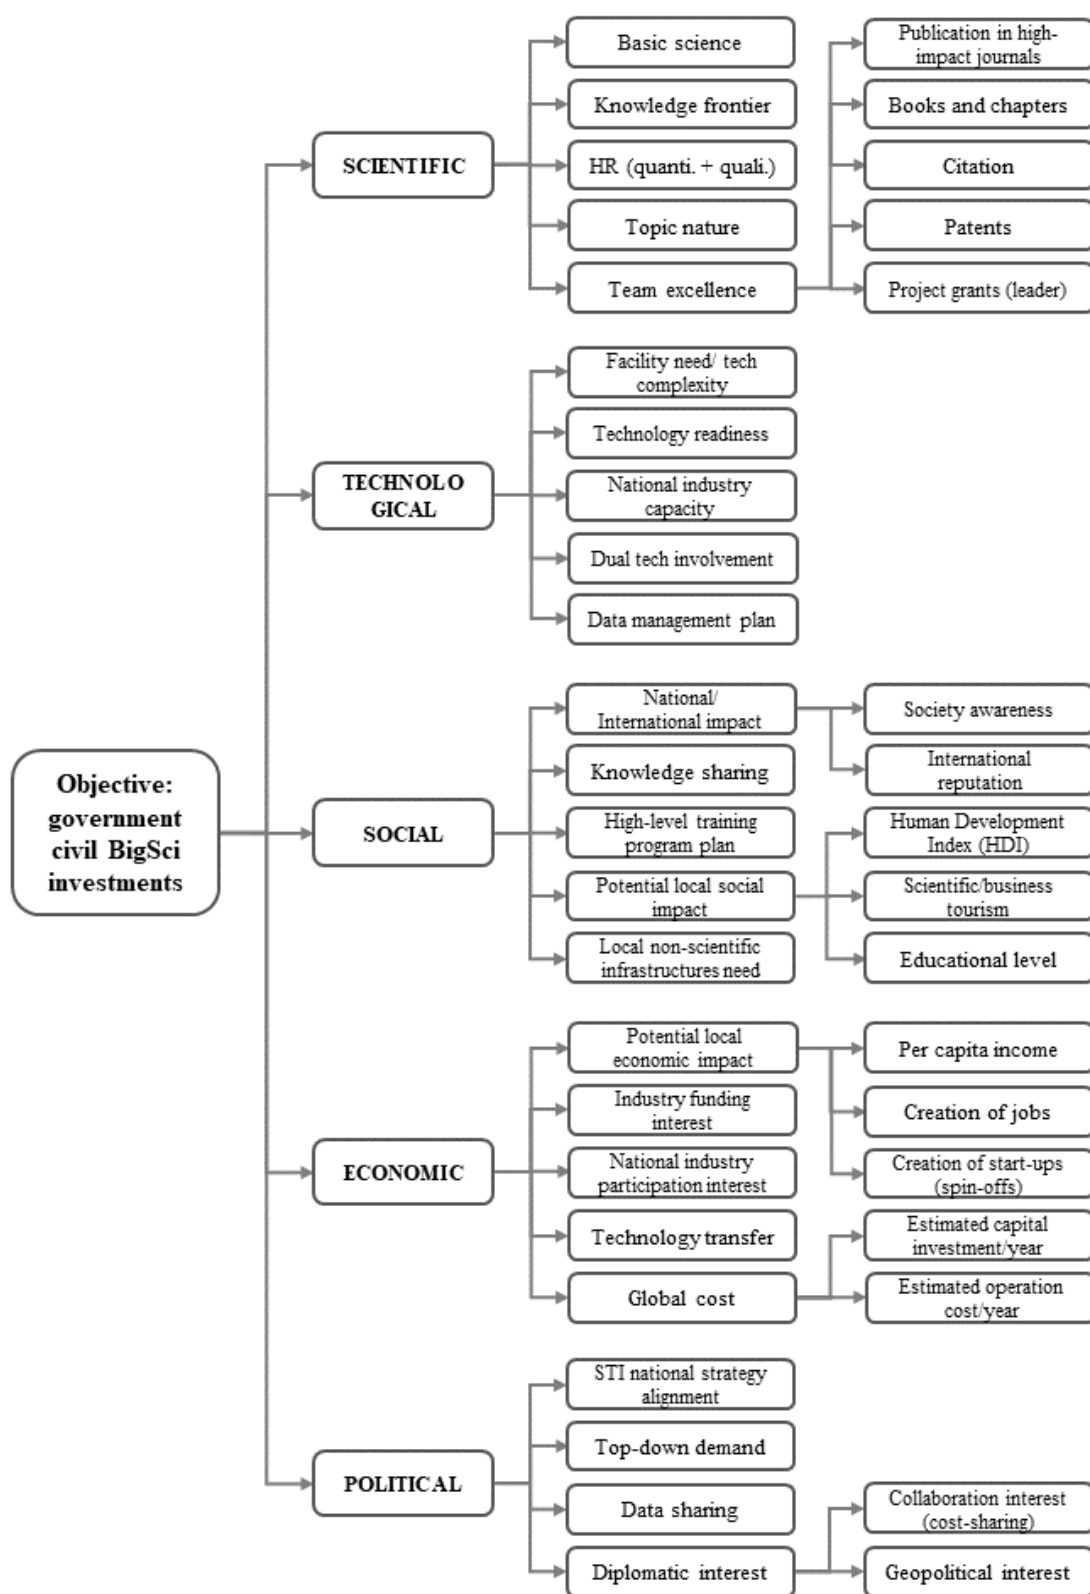 Objective:
government
civil BigSci
investments
SCIENTIFIC
Basic science
Knowledge frontier
HR (quanti. + quali.)
Topic nature
Team excellence
Publication in high-
impact journals
Books and chapters
Citation
Patents
Project grants (leader)
TECHNOLO
GICAL
Facility need/ tech
complexity
Technology readiness
National industry
capacity
Dual tech involvement
Data management plan
SOCIAL
National/
International impact
Knowledge sharing
High-level training
program plan
Potential local social
impact
Local non-scientific
infrastructures need
Society awareness
International
reputation
Human Development
Index (HDI)
Scientific/business
tourism
Educational level
ECONOMIC
Potential local
economic impact
Industry funding
interest
National industry
participation interest
Technology transfer
Global cost
Per capita income
Creation of jobs
Creation of start-ups
(spin-offs)
Estimated capital
investment/year
Estimated operation
cost/year
POLITICAL
STI national strategy
alignment
Top-down demand
Data sharing
Diplomatic interest
Collaboration interest
(cost-sharing)
Geopolitical interest